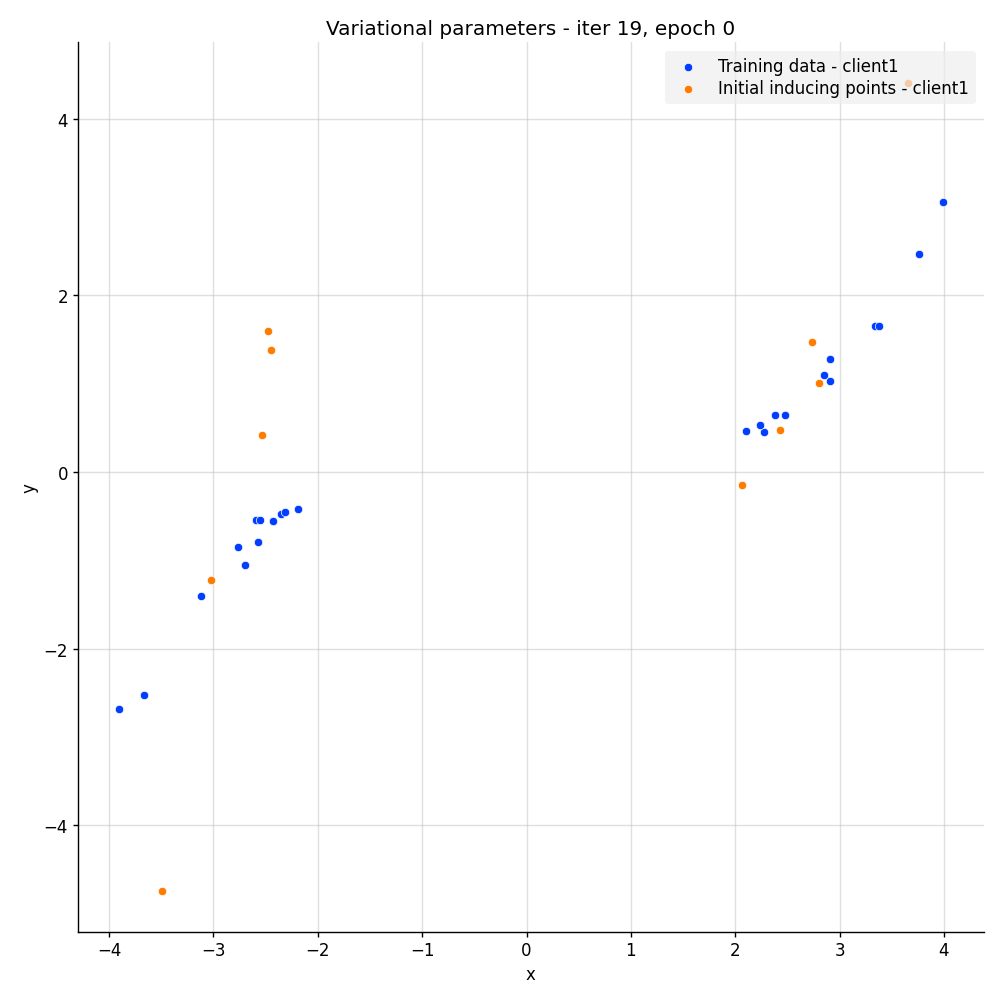 Variational parameters - iter 19, epoch 0
Training data - client1
Initial inducing points - client1
4
2
0
−2
−4
y
−4 −3 −2 −1 0 1 2 3 4
x